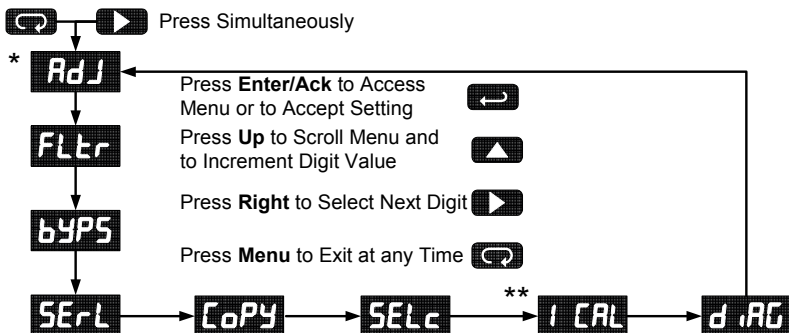 Press Simultaneously
* AdJ
Press Enter/Ack to Access
Menu or to Accept Setting
FLtr
Press Up to Scroll Menu and
to Increment Digit Value
Press Right to Select Next Digit
bYPS
Press Menu to Exit at any Time
SErL CoPY SELc ** I CAL diAG